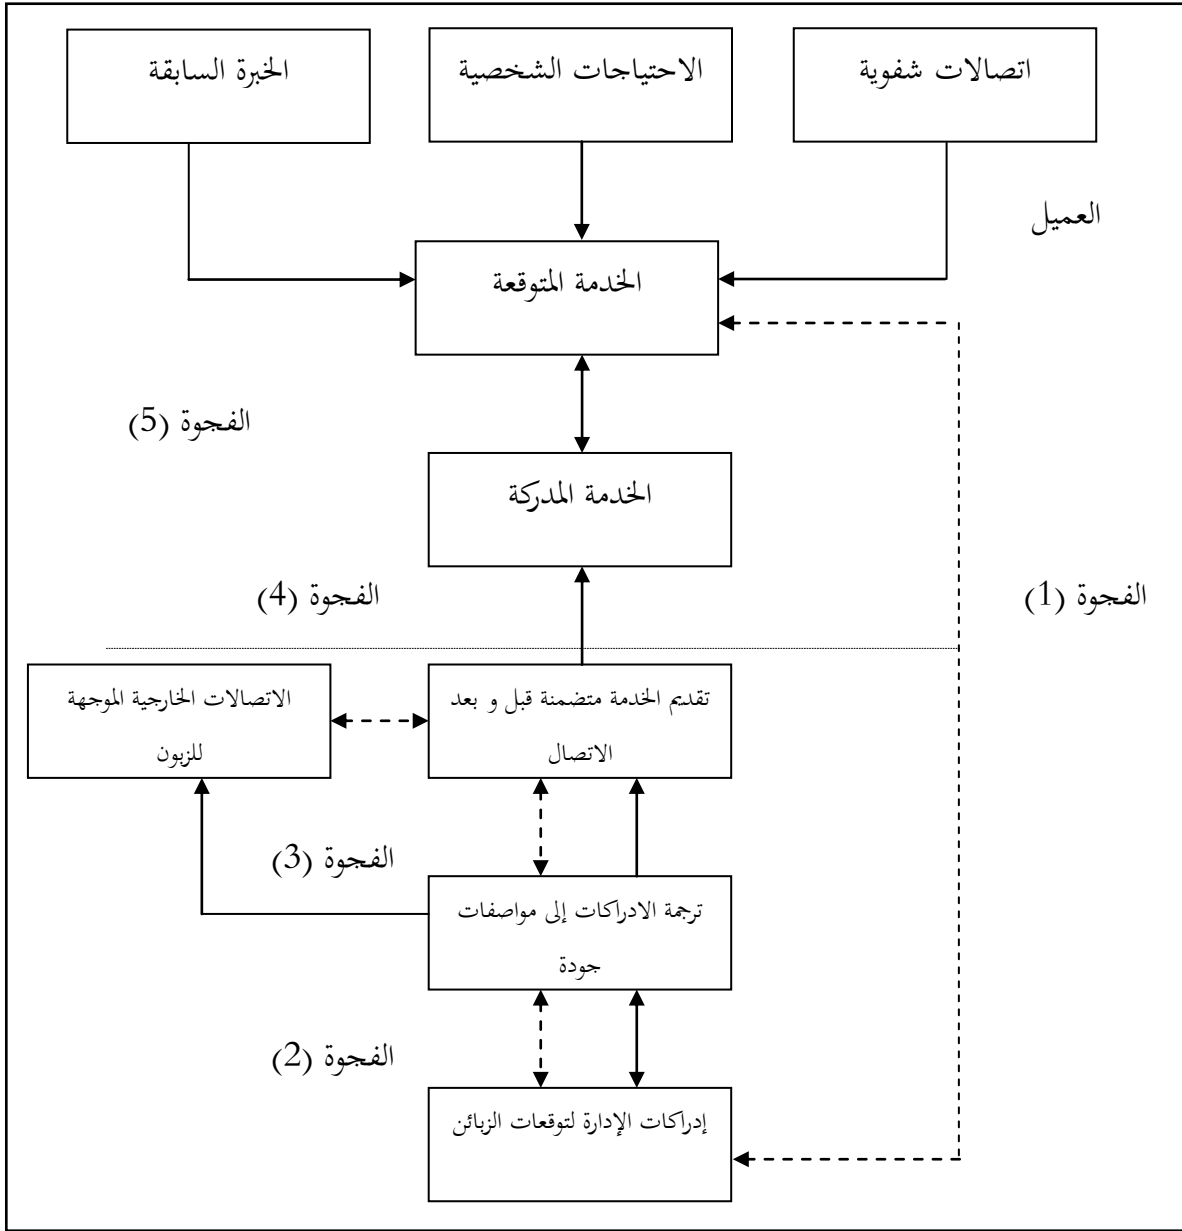 اتصالات شفوية
الاحتياجات الشخصية
الخبرة السابقة
العميل
الخدمة المتوقعة
الفجوة (5)
الخدمة المدركة
الفجوة (1)
الفجوة (4)
تقديم الخدمة متضمنة قبل و بعد
الاتصال
الاتصالات الخارجية الموجهة
للزبون
الفجوة (3)
ترجمة الادراكات إلى مواصفات
جودة
الفجوة (2)
إدراكات الإدارة لتوقعات الزبائن